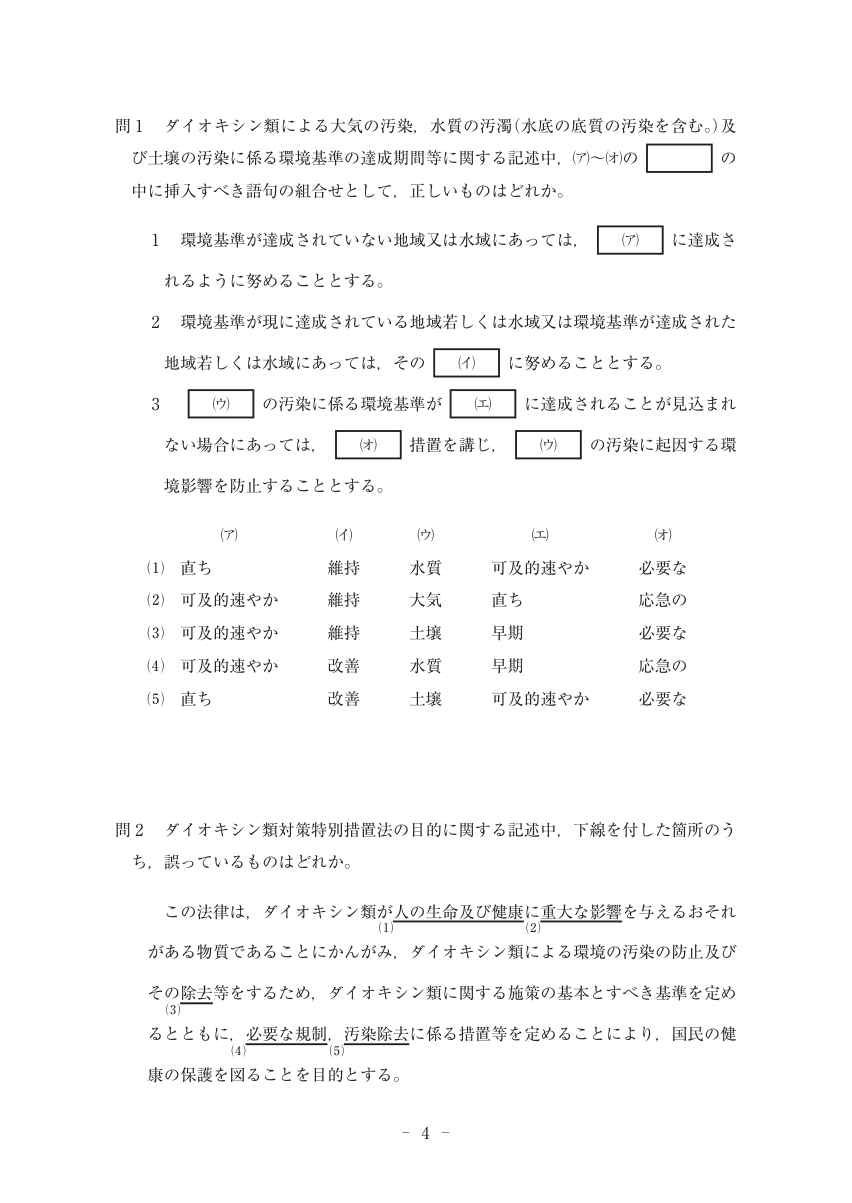 問1 ダイオキシン類による大気の汚染，水質の汚濁(水底の底質の汚染を含む。)及
び土壌の汚染に係る環境基準の達成期間等に関する記述中，㋐〜㋔の　　　の
中に挿入すべき語句の組合せとして，正しいものはどれか。
1 環境基準が達成されていない地域又は水域にあっては， (ア) に達成さ
れるように努めることとする。
2 環境基準が現に達成されている地域若しくは水域又は環境基準が達成された
地域若しくは水域にあっては，その (イ) に努めることとする。
3 (ウ) の汚染に係る環境基準が (エ) に達成されることが見込まれ
ない場合にあっては， (オ) 措置を講じ， (ウ) の汚染に起因する環
境影響を防止することとする。
(ア) (イ) (ウ) (エ) (オ)
(1) 直ち 維持 水質 可及的速やか 必要な
(2) 可及的速やか 維持 大気 直ち 応急の
(3) 可及的速やか 維持 土壌 早期 必要な
(4) 可及的速やか 改善 水質 早期 応急の
(5) 直ち 改善 土壌 可及的速やか 必要な
問2 ダイオキシン類対策特別措置法の目的に関する記述中，下線を付した箇所のう
ち，誤っているものはどれか。
この法律は，ダイオキシン類が人の生命及び健康に重大な影響を与えるおそれ
(1) (2)
がある物質であることにかんがみ，ダイオキシン類による環境の汚染の防止及び
その除去等をするため，ダイオキシン類に関する施策の基本とすべき基準を定め
(3)
るとともに，必要な規制，汚染除去に係る措置等を定めることにより，国民の健
(4) (5)
康の保護を図ることを目的とする。
- 4 -